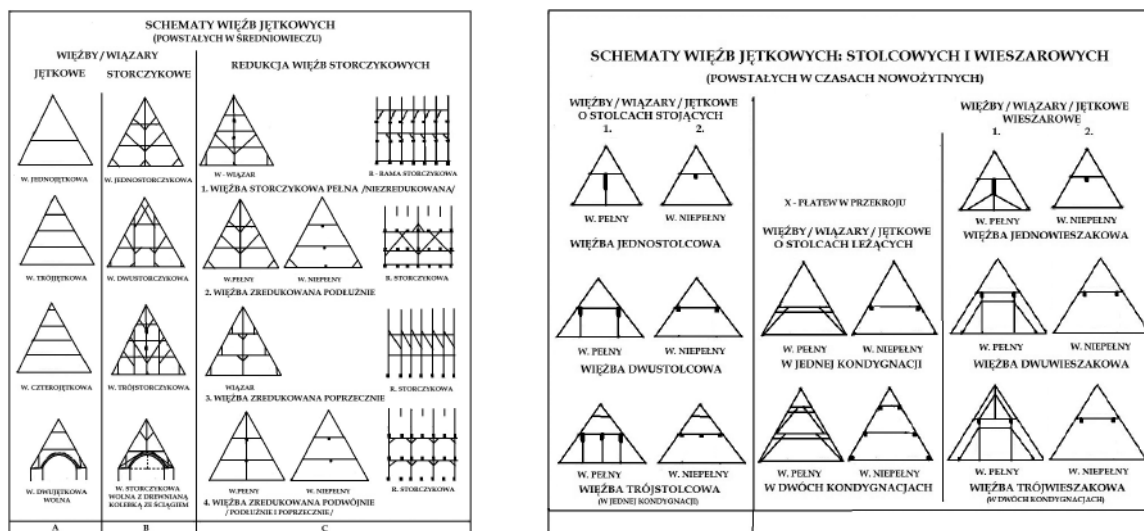 SCHEMATY WIĘŹB JĘTKOWYCH
(POWSTAŁYCH W ŚREDNIOWIECZU)
WIĘŹBY / WIĄZARY
JĘTKOWE
STORCZYKOWE
REDUKCJA WIĘŹB STORCZYKOWYCH
W. JEDNOJĘTKOWA
W. JEDNOSTORCZYKOWA
W - WIĄZAR
R - RAMA STORCZYKOWA
1. WIĘŹBA STORCZYKOWA PEŁNA /NIEZREDUKOWANA/
W. TRÓJJĘTKOWA
W. DWUSTORCZYKOWA
W.PEŁNY
W. NIEPEŁNY
R. STORCZYKOWA
2. WIĘŹBA ZREDUKOWANA PODŁUŻNIE
W. CZTEROJĘTKOWA
W. TRÓJSTORCZYKOWA
WIĄZAR
R. STORCZYKOWA
3. WIĘŹBA ZREDUKOWANA POPRZECZNIE
W. DWUJĘTKOWA
WOLNA
W. STORCZYKOWA
WOLNA Z DREWNIANĄ
KOLEBKĄ ZE ŚCIĄGIEM
W.PEŁNY
W. NIEPEŁNY
R. STORCZYKOWA
4. WIĘŹBA ZREDUKOWANA PODWÓJNIE
/ PODŁUŻNIE I POPRZECZNIE /
A
B
C
SCHEMATY WIĘŹB JĘTKOWYCH: STOLCOWYCH I WIESZAROWYCH
(POWSTAŁYCH W CZASACH NOWOŻYTNYCH)
WIĘŹBY / WIĄZARY / JĘTKOWE
O STOLCACH STOJĄCYCH
1. 2.
W. PEŁNY
W. NIEPEŁNY
WIĘŹBA JEDNOSTOLCOWA
W. PEŁNY
W. NIEPEŁNY
WIĘŹBA DWUSTOLCOWA
W. PEŁNY
W. NIEPEŁNY
WIĘŹBA TRÓJSTOLCOWA
(W JEDNEJ KONDYGNACJI)
X - PŁATEW W PRZEKROJU
WIĘŹBY / WIĄZARY / JĘTKOWE
O STOLCACH LEŻĄCYCH
W. PEŁNY
W. NIEPEŁNY
W JEDNEJ KONDYGNACJI
W. PEŁNY
W. NIEPEŁNY
W DWÓCH KONDYGNACJACH
WIĘŹBY / WIĄZARY / JĘTKOWE
WIESZAROWE
1. 2.
W. PEŁNY
W. NIEPEŁNY
WIĘŹBA JEDNOWIESZAKOWA
W. PEŁNY
W. NIEPEŁNY
WIĘŹBA DWUWIESZAKOWA
W. PEŁNY
W. NIEPEŁNY
WIĘŹBA TRÓJWIESZAKOWA
(W DWÓCH KONDYGNACJACH)